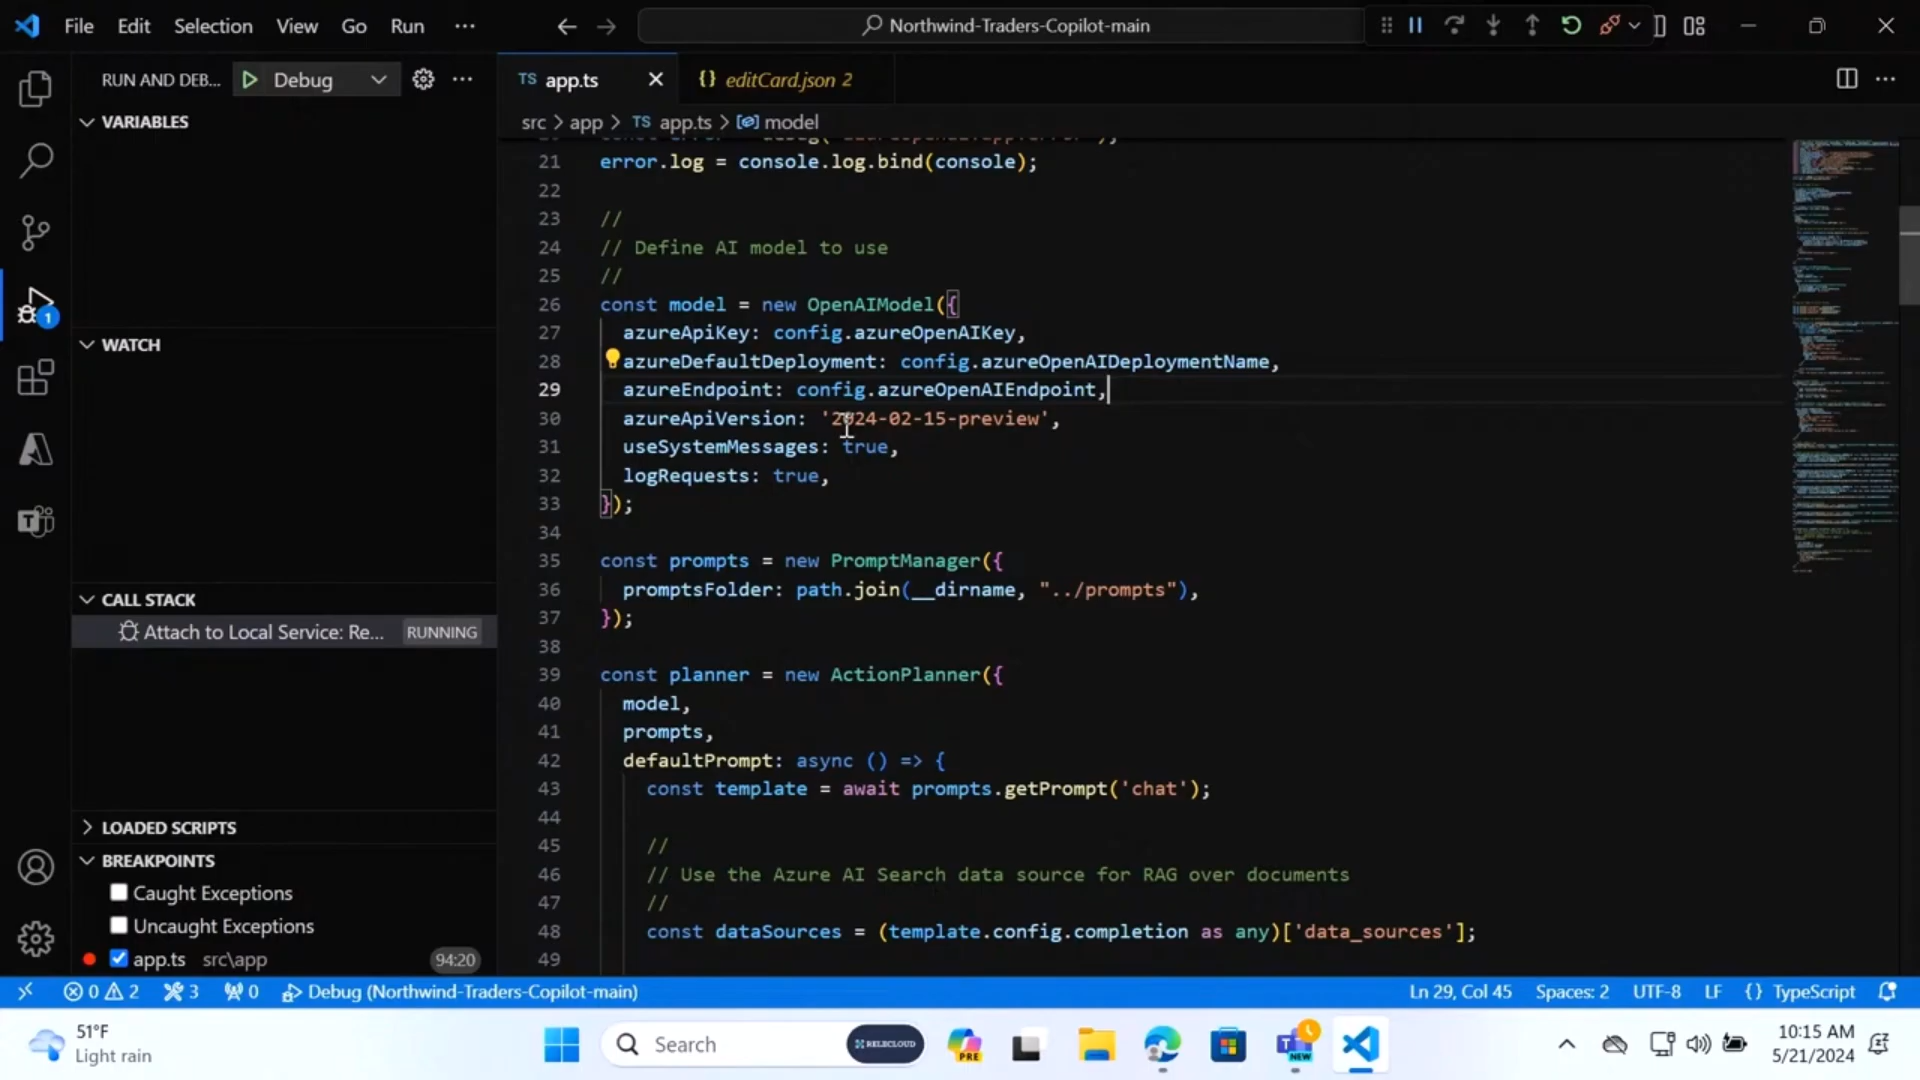 File Edit Selection View Go Run ···
Northwind-Traders-Copilot-main
RUN AND DEB... Debug
TS app.ts
{} editCard.json 2
src > app > TS app.ts > model
VARIABLES
WATCH
CALL STACK
Attach to Local Service: Re... RUNNING
LOADED SCRIPTS
BREAKPOINTS
Caught Exceptions
Uncaught Exceptions
app.ts src\app 94:20
21 error.log = console.log.bind(console);
22
23 //
24 // Define AI model to use
25 //
26 const model = new OpenAIModel({
27 azureApiKey: config.azureOpenAIKey,
28 azureDefaultDeployment: config.azureOpenAIDeploymentName,
29 azureEndpoint: config.azureOpenAIEndpoint,
30 azureApiVersion: '2024-02-15-preview',
31 useSystemMessages: true,
32 logRequests: true,
33 });
34
35 const prompts = new PromptManager({
36 promptsFolder: path.join(__dirname, "../prompts"),
37 });
38
39 const planner = new ActionPlanner({
40 model,
41 prompts,
42 defaultPrompt: async () => {
43 const template = await prompts.getPrompt('chat');
44
45 //
46 // Use the Azure AI Search data source for RAG over documents
47 //
48 const dataSources = (template.config.completion as any)['data_sources'];
49
0 2 3 0 Debug (Northwind-Traders-Copilot-main)
Ln 29, Col 45 Spaces: 2 UTF-8 LF {} TypeScript
51°F
Light rain
Search
RELECLOUD
PRE
NEW
10:15 AM
5/21/2024